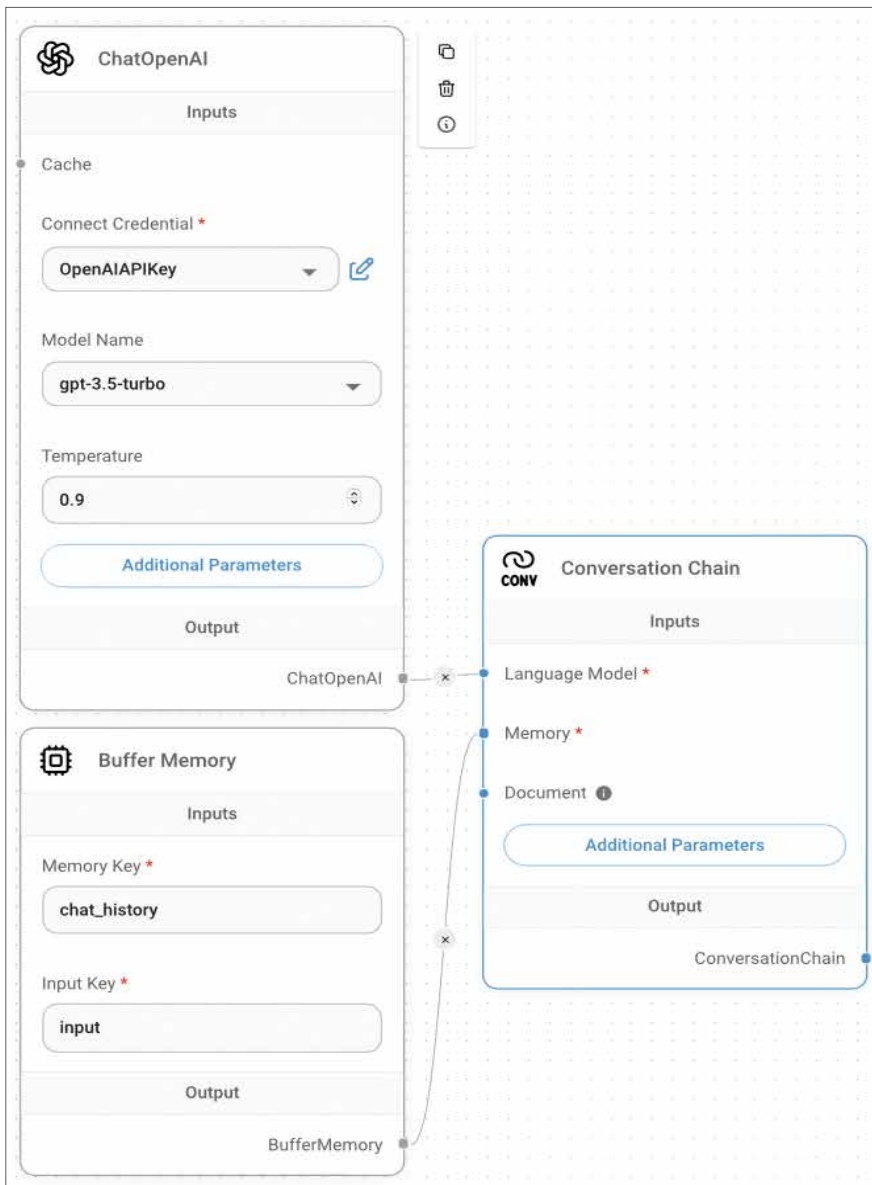 ChatOpenAI
Inputs
Cache
Connect Credential *
OpenAIAPIKey
Model Name
gpt-3.5-turbo
Temperature
0.9
Additional Parameters
Output
ChatOpenAI
Buffer Memory
Inputs
Memory Key *
chat_history
Input Key *
input
Output
BufferMemory
CONV
Conversation Chain
Inputs
Language Model *
Memory *
Document
Additional Parameters
Output
ConversationChain